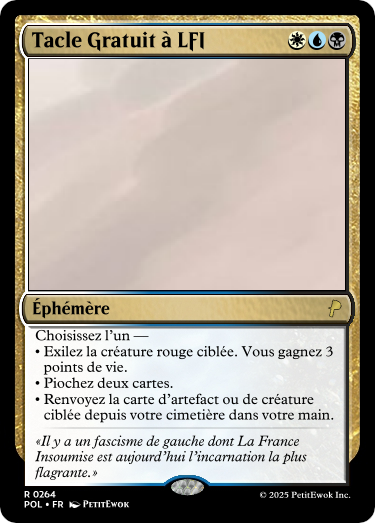 Tacle Gratuit à LFI
Éphémère
Choisissez l'un —
• Exilez la créature rouge ciblée. Vous gagnez 3
points de vie.
• Piochez deux cartes.
• Renvoyez la carte d'artefact ou de créature
ciblée depuis votre cimetière dans votre main.
«Il y a un fascisme de gauche dont La France
Insoumise est aujourd'hui l'incarnation la plus
flagrante.»
R 0264
POL • FR PetitEwok
© 2025 PetitEwok Inc.